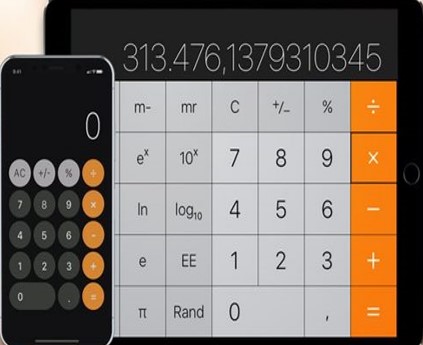 313.476,1379310345
m- mr C +/− % ÷
eˣ 10ˣ 7 8 9 ×
ln log₁₀ 4 5 6 −
e EE 1 2 3 +
π Rand 0 , =
0
AC +/- % ÷
7 8 9 ×
4 5 6 −
1 2 3 +
0 . =